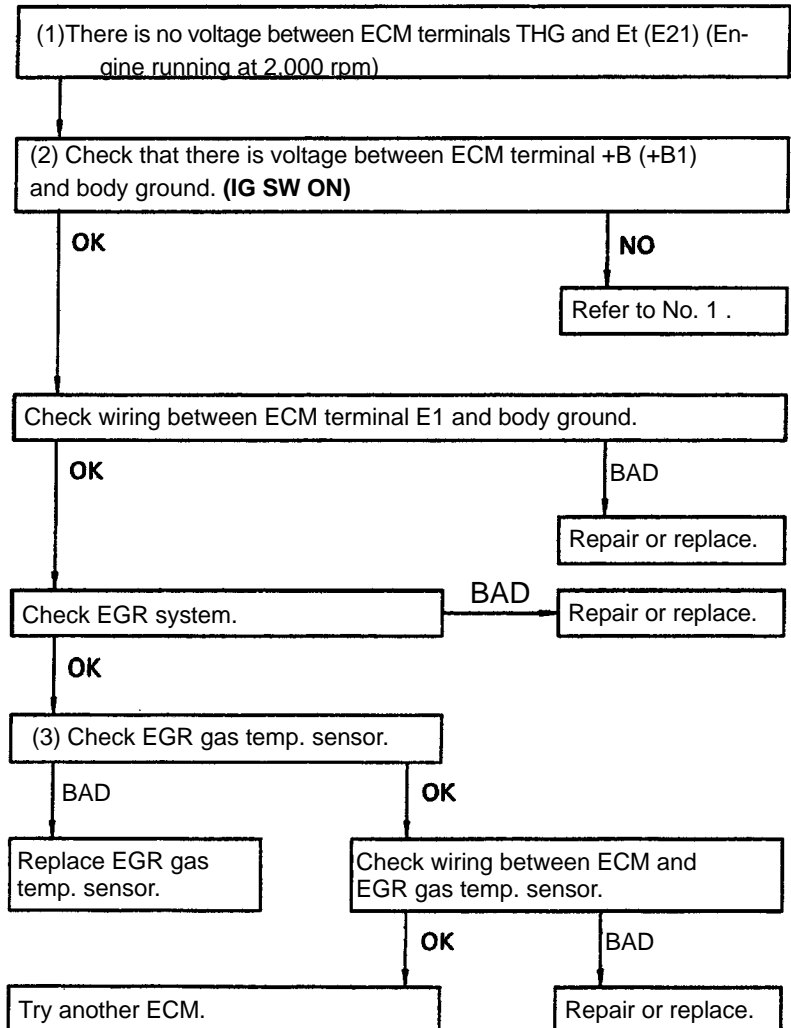 (1)There is no voltage between ECM terminals THG and Et (E21) (En-
gine running at 2,000 rpm)
(2) Check that there is voltage between ECM terminal +B (+B1)
and body ground. (IG SW ON)
OK
NO
Refer to No. 1 .
Check wiring between ECM terminal E1 and body ground.
OK
BAD
Repair or replace.
Check EGR system.
BAD
Repair or replace.
OK
(3) Check EGR gas temp. sensor.
BAD
OK
Replace EGR gas
temp. sensor.
Check wiring between ECM and
EGR gas temp. sensor.
OK
BAD
Try another ECM.
Repair or replace.